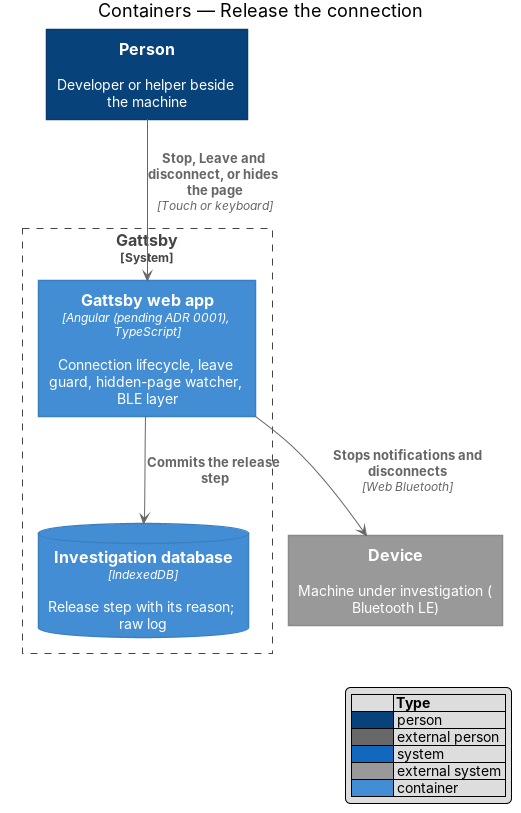 Containers — Release the connection
Person
Developer or helper beside
the machine
Stop, Leave and
disconnect, or hides
the page
[Touch or keyboard]
Gattsby
[System]
Gattsby web app
[Angular (pending ADR 0001),
TypeScript]
Connection lifecycle, leave
guard, hidden-page watcher,
BLE layer
Commits the release
step
Stops notifications and
disconnects
[Web Bluetooth]
Investigation database
[IndexedDB]
Release step with its reason;
raw log
Device
Machine under investigation (
Bluetooth LE)
Type
person
external person
system
external system
container